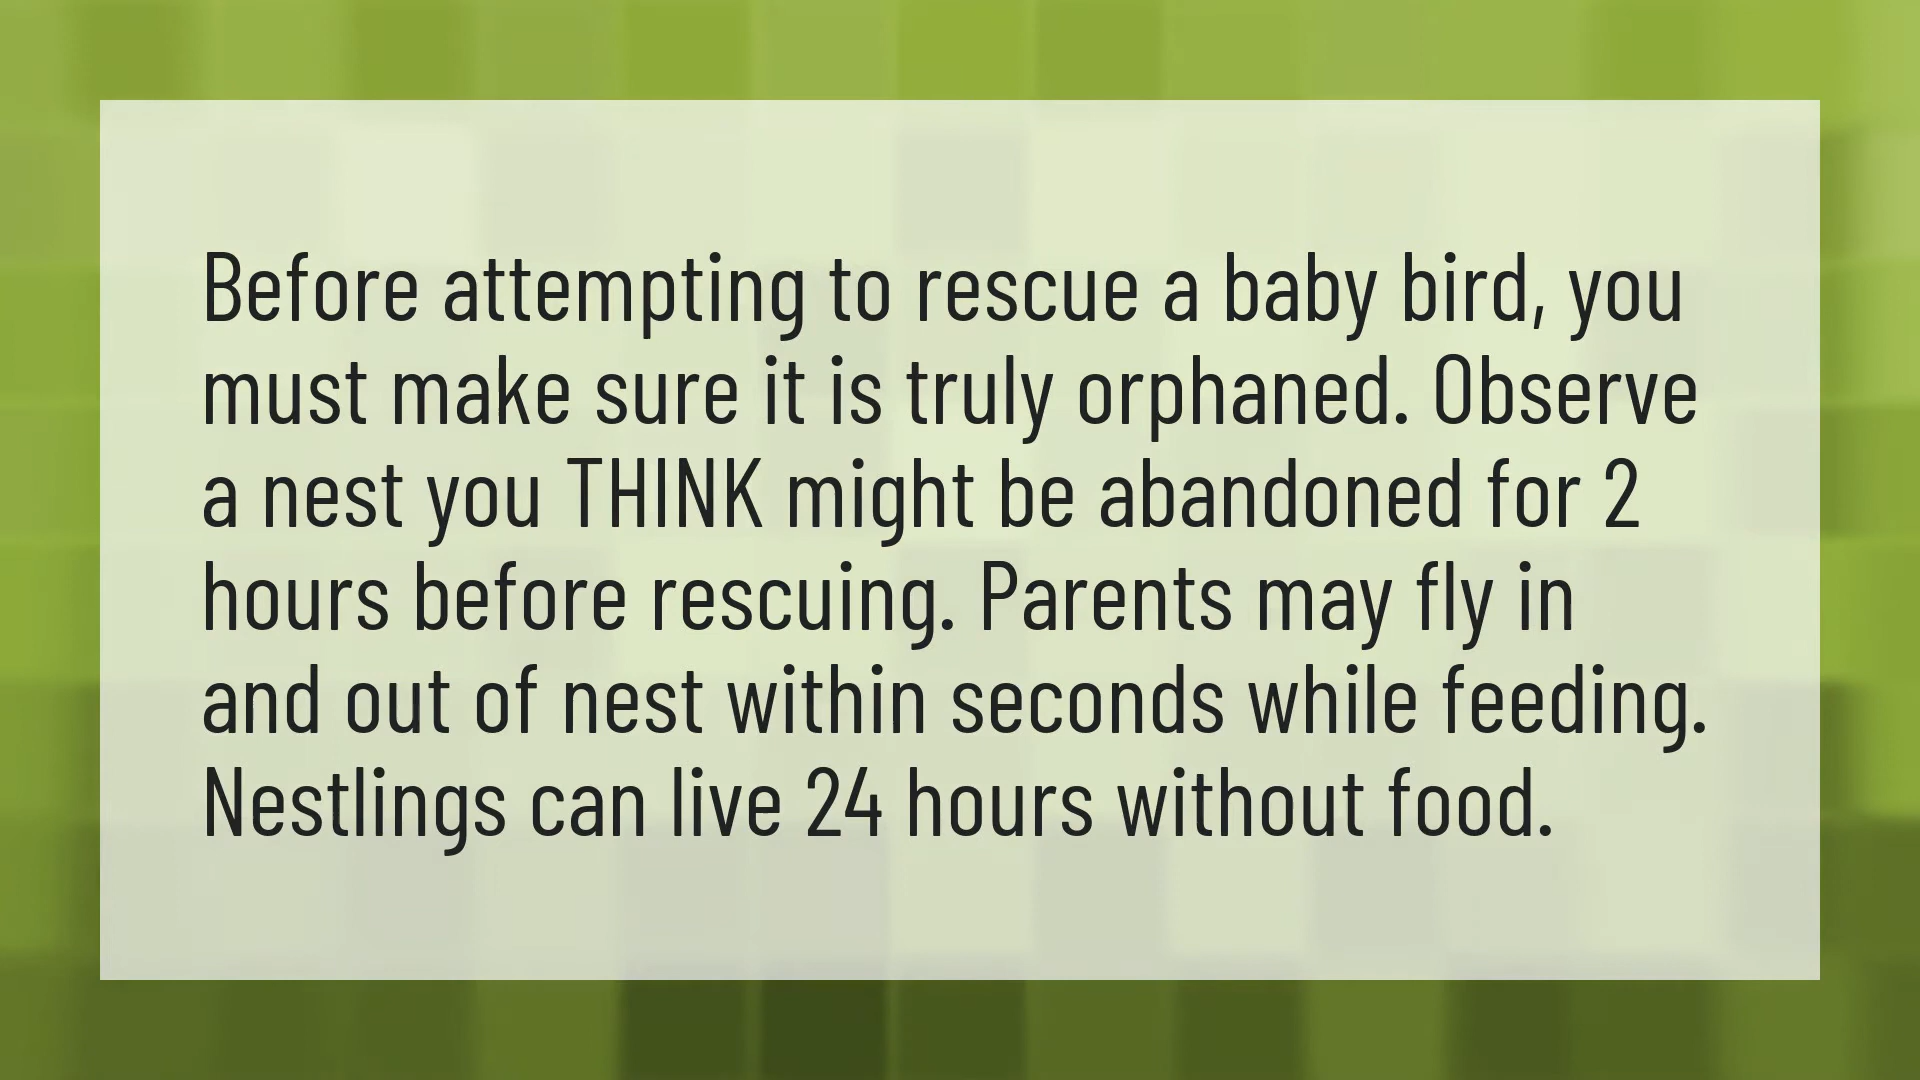 Before attempting to rescue a baby bird, you
must make sure it is truly orphaned. Observe
a nest you THINK might be abandoned for 2
hours before rescuing. Parents may fly in
and out of nest within seconds while feeding.
Nestlings can live 24 hours without food.